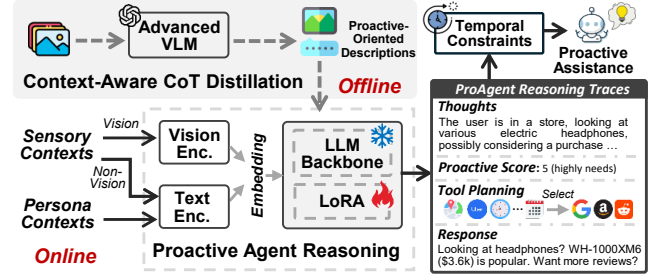 Advanced
VLM
Proactive-
Oriented
Descriptions
Context-Aware CoT Distillation
Offline
Temporal
Constraints
Proactive
Assistance
Sensory
Contexts
Vision
Non-
Vision
Persona
Contexts
Online
Vision
Enc.
Text
Enc.
Embedding
LLM
Backbone
LoRA
Proactive Agent Reasoning
ProAgent Reasoning Traces
Thoughts
The user is in a store, looking at
various electric headphones,
possibly considering a purchase ...
Proactive Score: 5 (highly needs)
Tool Planning
Uber
...
Select
Response
Looking at headphones? WH-1000XM6
($3.6k) is popular. Want more reviews?